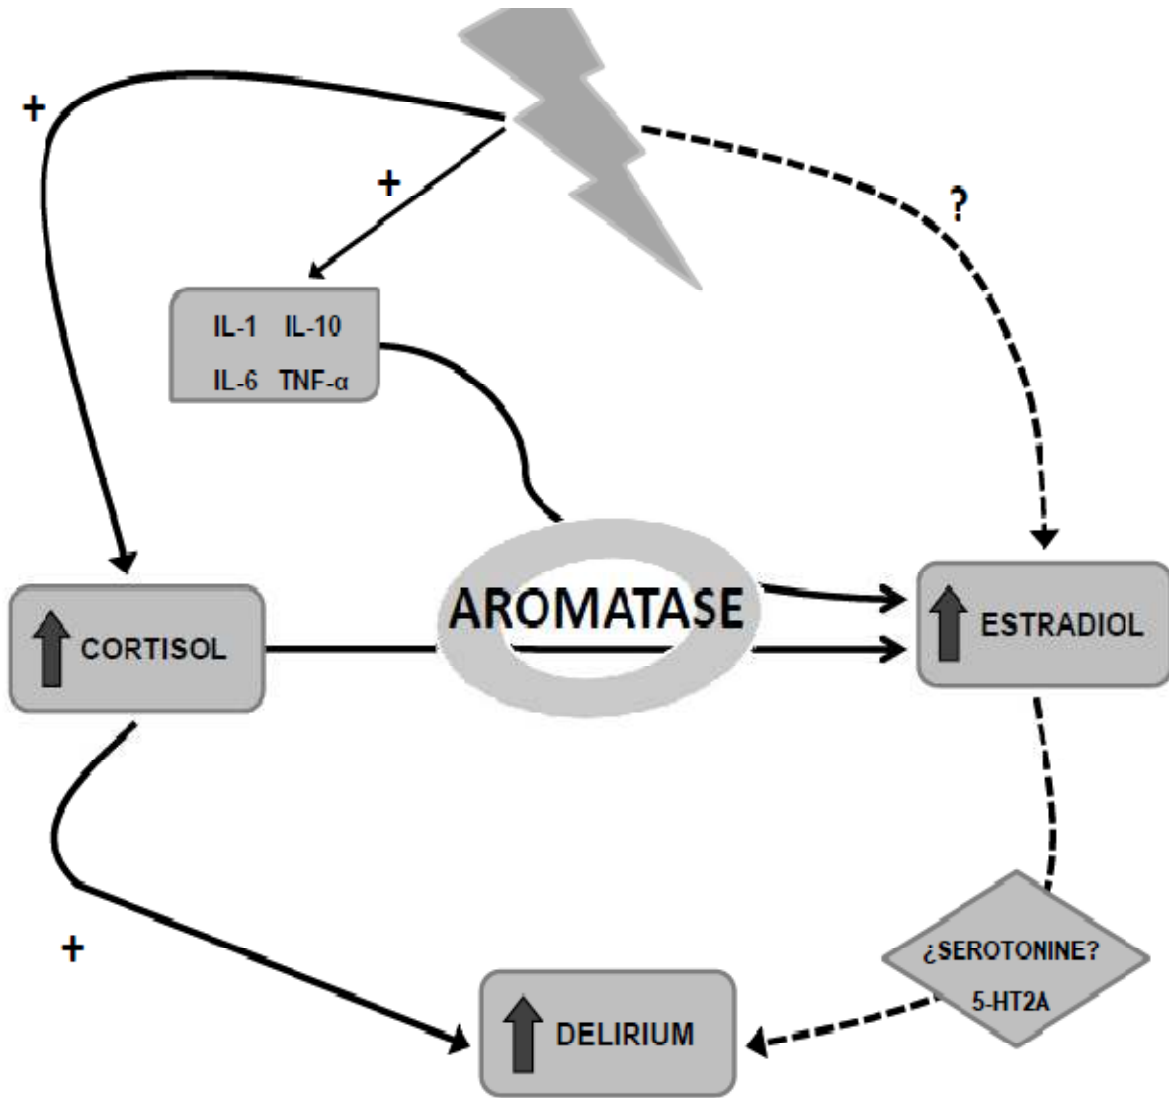 +
+
?
IL-1 IL-10
IL-6 TNF-α
AROMATASE
CORTISOL
ESTRADIOL
+
¿SEROTONINE?
5-HT2A
DELIRIUM